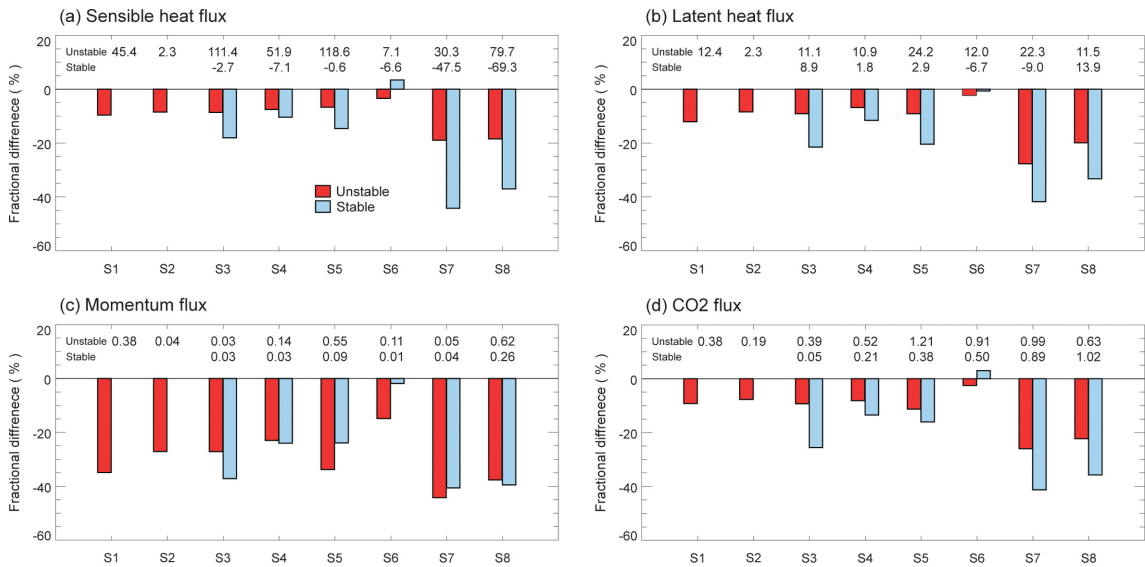 (a) Sensible heat flux
20
Unstable 45.4 2.3 111.4 51.9 118.6 7.1 30.3 79.7
Stable -2.7 -7.1 -0.6 -6.6 -47.5 -69.3
0
-20
-40
-60
Fractional diffrenece ( % )
Unstable
Stable
S1 S2 S3 S4 S5 S6 S7 S8
(b) Latent heat flux
20
Unstable 12.4 2.3 11.1 10.9 24.2 12.0 22.3 11.5
Stable 8.9 1.8 2.9 -6.7 -9.0 13.9
0
-20
-40
-60
Fractional diffrenece ( % )
S1 S2 S3 S4 S5 S6 S7 S8
(c) Momentum flux
20
Unstable 0.38 0.04 0.03 0.14 0.55 0.11 0.05 0.62
Stable 0.03 0.03 0.09 0.01 0.04 0.26
0
-20
-40
-60
Fractional diffrenece ( % )
S1 S2 S3 S4 S5 S6 S7 S8
(d) CO2 flux
20
Unstable 0.38 0.19 0.39 0.52 1.21 0.91 0.99 0.63
Stable 0.05 0.21 0.38 0.50 0.89 1.02
0
-20
-40
-60
Fractional diffrenece ( % )
S1 S2 S3 S4 S5 S6 S7 S8